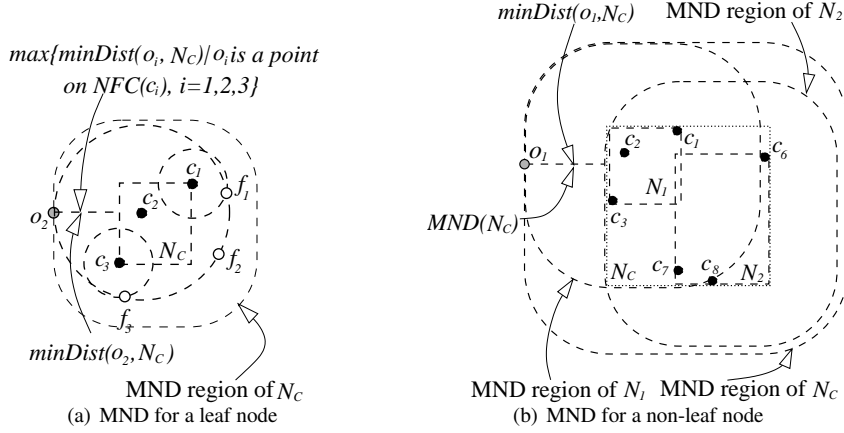 max{minDist(oi, NC)|oi is a point
on NFC(ci), i=1,2,3}
c1
c2
f1
o2
c3
NC
f2
f3
minDist(o2,NC)
MND region of NC
(a) MND for a leaf node
minDist(o1,NC)
MND region of N2
c1
c2
c6
o1
N1
c3
MND(NC)
c7
c8
NC
N2
MND region of N1
MND region of NC
(b) MND for a non-leaf node